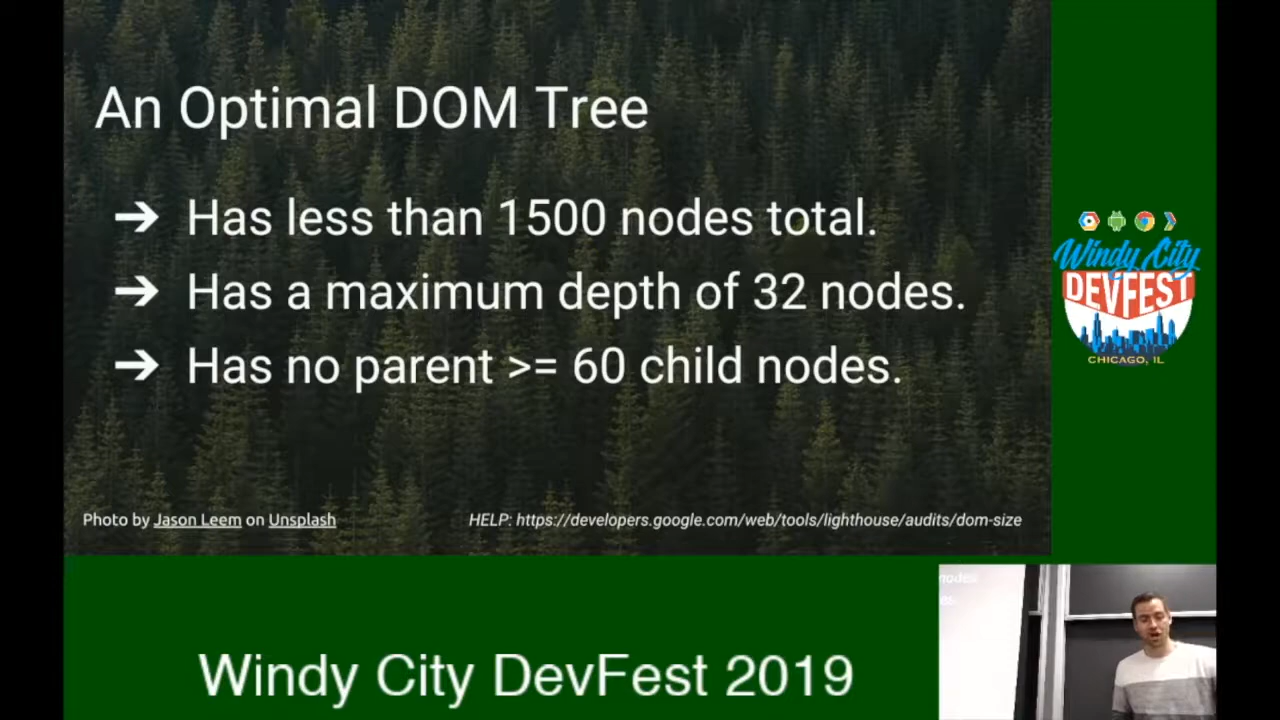 An Optimal DOM Tree
➔ Has less than 1500 nodes total.
➔ Has a maximum depth of 32 nodes.
➔ Has no parent >= 60 child nodes.
Photo by Jason Leem on Unsplash
HELP: https://developers.google.com/web/tools/lighthouse/audits/dom-size
Windy City
DEVFEST
CHICAGO, IL
Windy City DevFest 2019
nodes